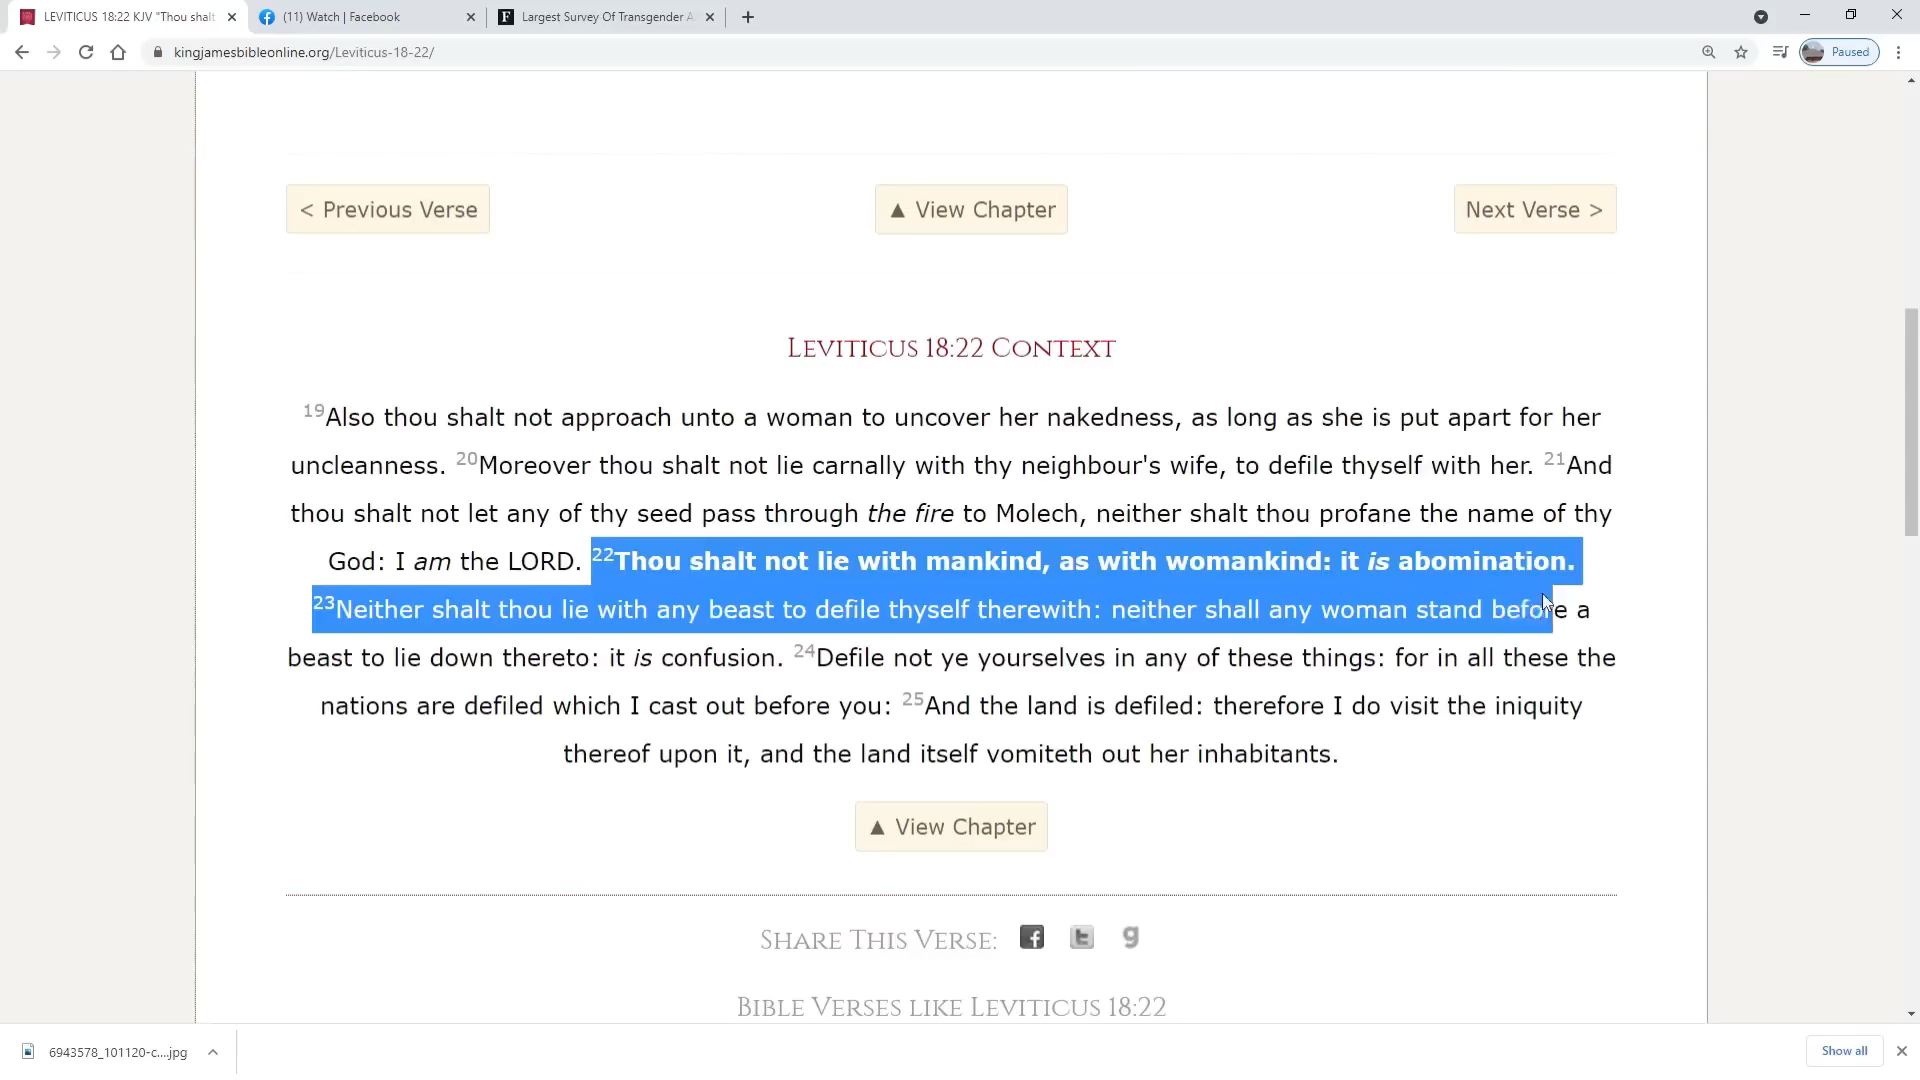 LEVITICUS 18:22 KJV "Thou shalt
(11) Watch | Facebook
Largest Survey Of Transgender A
kingjamesbibleonline.org/Leviticus-18-22/
Paused
< Previous Verse
▲ View Chapter
Next Verse >
Leviticus 18:22 Context
19Also thou shalt not approach unto a woman to uncover her nakedness, as long as she is put apart for her
uncleanness. 20Moreover thou shalt not lie carnally with thy neighbour's wife, to defile thyself with her. 21And
thou shalt not let any of thy seed pass through the fire to Molech, neither shalt thou profane the name of thy
God: I am the LORD. 22Thou shalt not lie with mankind, as with womankind: it is abomination.
23Neither shalt thou lie with any beast to defile thyself therewith: neither shall any woman stand before a
beast to lie down thereto: it is confusion. 24Defile not ye yourselves in any of these things: for in all these the
nations are defiled which I cast out before you: 25And the land is defiled: therefore I do visit the iniquity
thereof upon it, and the land itself vomiteth out her inhabitants.
▲ View Chapter
Share This Verse:
Bible Verses like Leviticus 18:22
6943578_101120-c....jpg
Show all